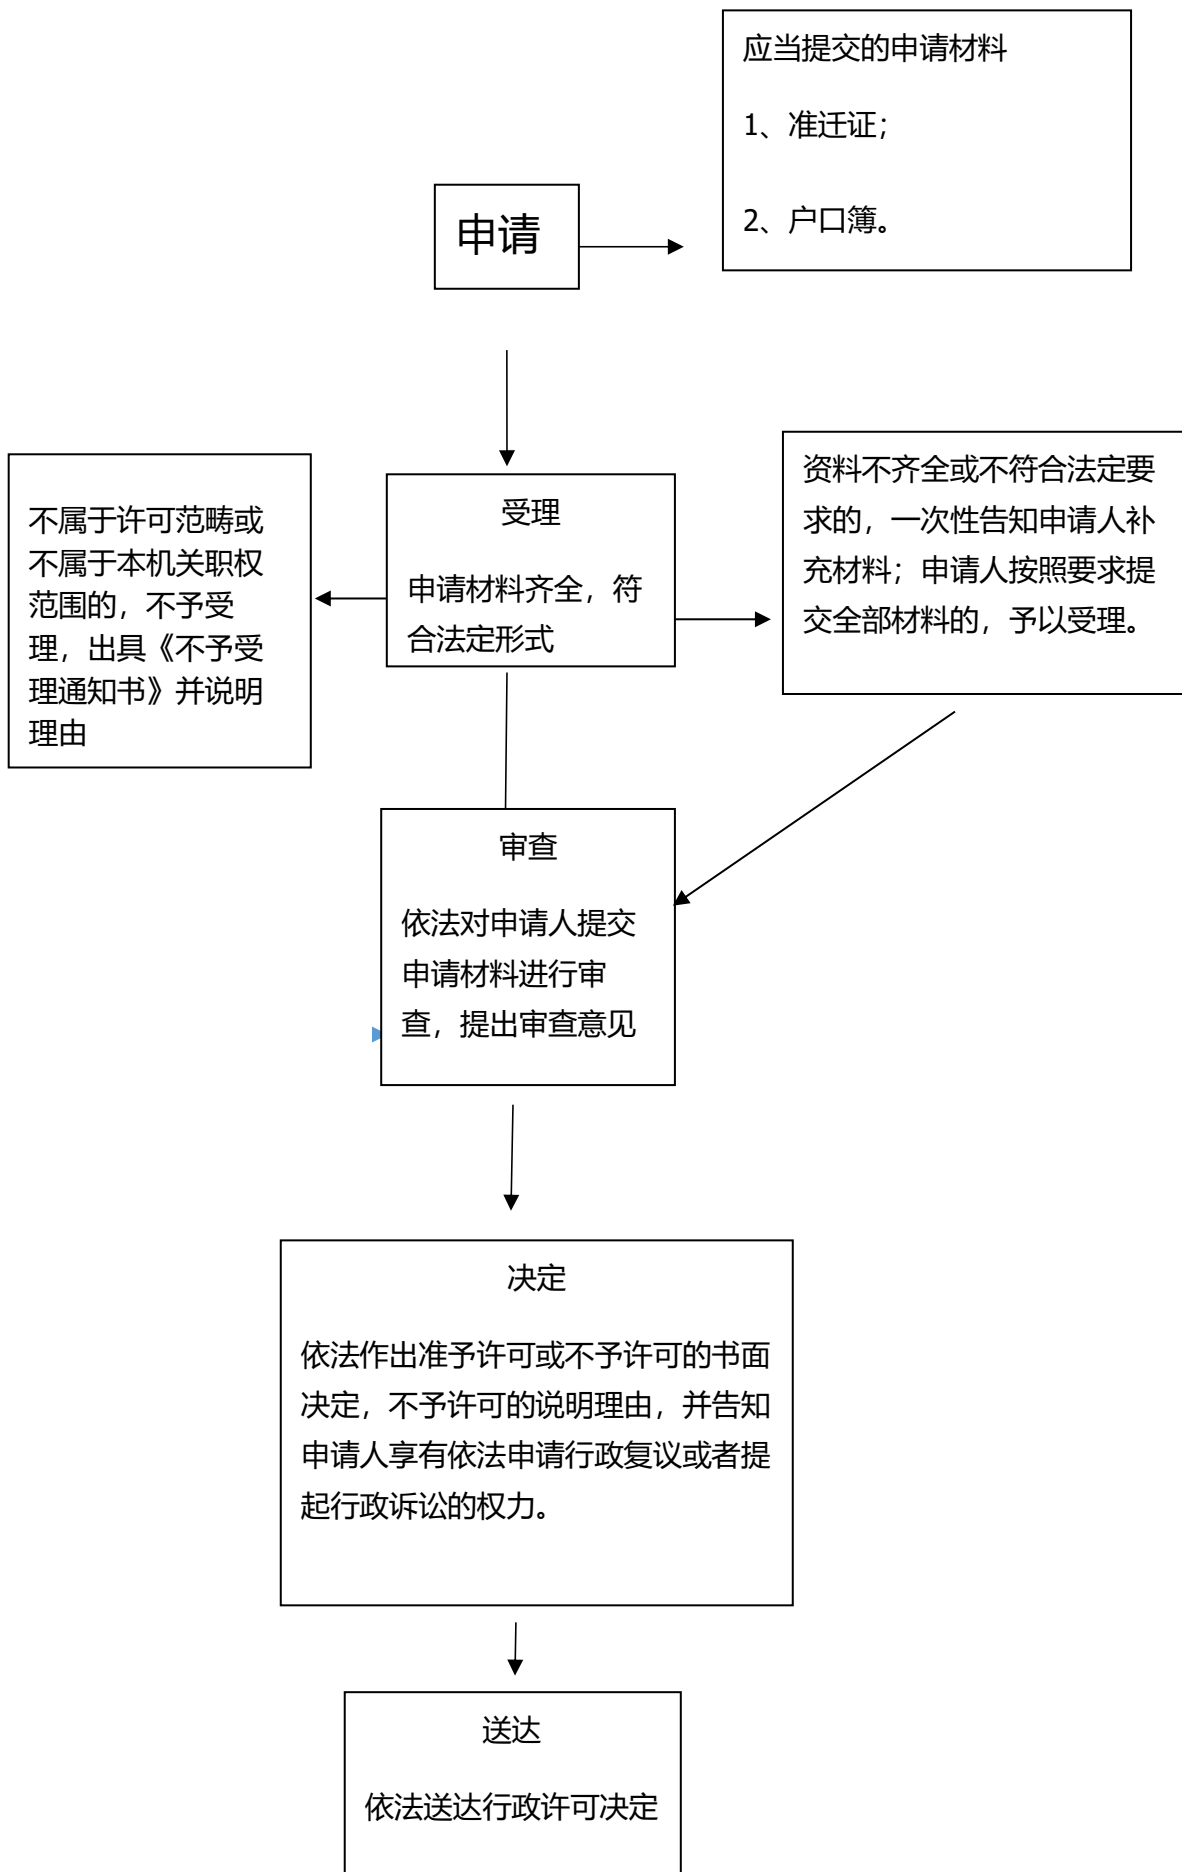 应当提交的申请材料
1、准迁证；
2、户口簿。
申请
受理
申请材料齐全，符
合法定形式
不属于许可范畴或
不属于本机关职权
范围的，不予受
理，出具《不予受
理通知书》并说明
理由
资料不齐全或不符合法定要
求的，一次性告知申请人补
充材料；申请人按照要求提
交全部材料的，予以受理。
审查
依法对申请人提交
申请材料进行审
查，提出审查意见
决定
依法作出准予许可或不予许可的书面
决定，不予许可的说明理由，并告知
申请人享有依法申请行政复议或者提
起行政诉讼的权力。
送达
依法送达行政许可决定